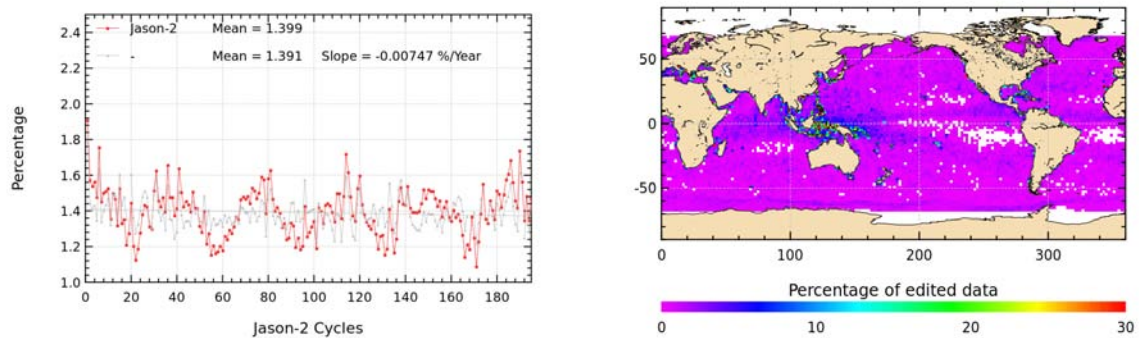 2.4
2.2
2.0
1.8
1.6
1.4
1.2
1.0
Percentage
Jason-2 Mean = 1.399
- Mean = 1.391 Slope = -0.00747 %/Year
0 20 40 60 80 100 120 140 160 180
Jason-2 Cycles
50
0
-50
0 100 200 300
Percentage of edited data
0 10 20 30